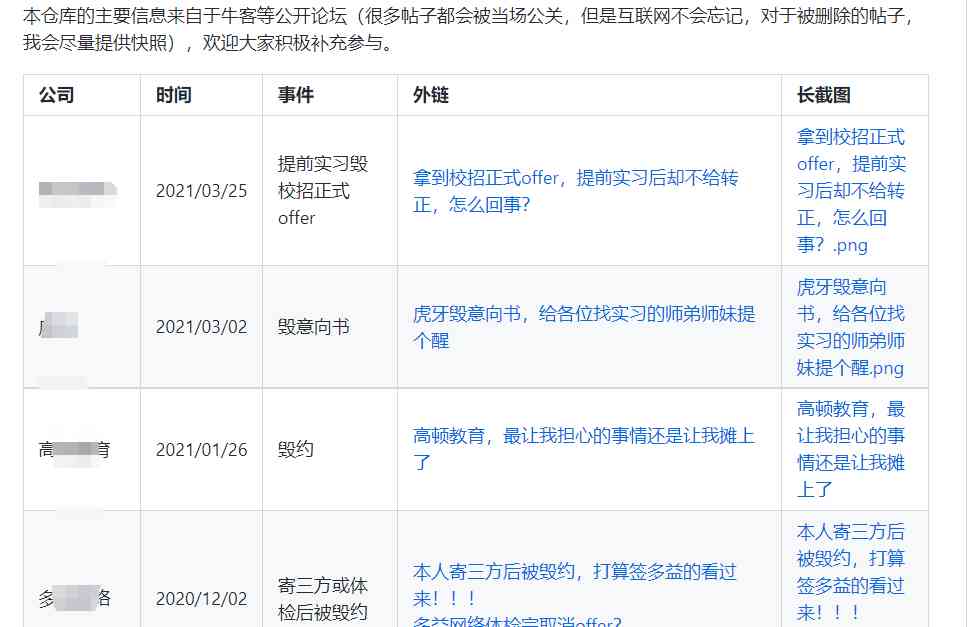 本仓库的主要信息来自于牛客等公开论坛（很多帖子都会被当场公关，但是互联网不会忘记，对于被删除的帖子，
我会尽量提供快照），欢迎大家积极补充参与。
公司 时间 事件 外链 长截图
2021/03/25
提前实习毁
校招正式
offer
拿到校招正式offer，提前实习后却不给转
正，怎么回事？
拿到校招正式
offer，提前实
习后却不给转
正，怎么回
事？.png
2021/03/02
毁意向书
虎牙毁意向书，给各位找实习的师弟师妹提
个醒
虎牙毁意向
书，给各位找
实习的师弟师
妹提个醒.png
高 育
2021/01/26
毁约
高顿教育，最让我担心的事情还是让我摊上
了
高顿教育，最
让我担心的事
情还是让我摊
上了
多 络
2020/12/02
寄三方或体
检后被毁约
本人寄三方后被毁约，打算签多益的看过
来！！！
多益网络体检完取消offer？
本人寄三方后
被毁约，打算
签多益的看过
来！！！